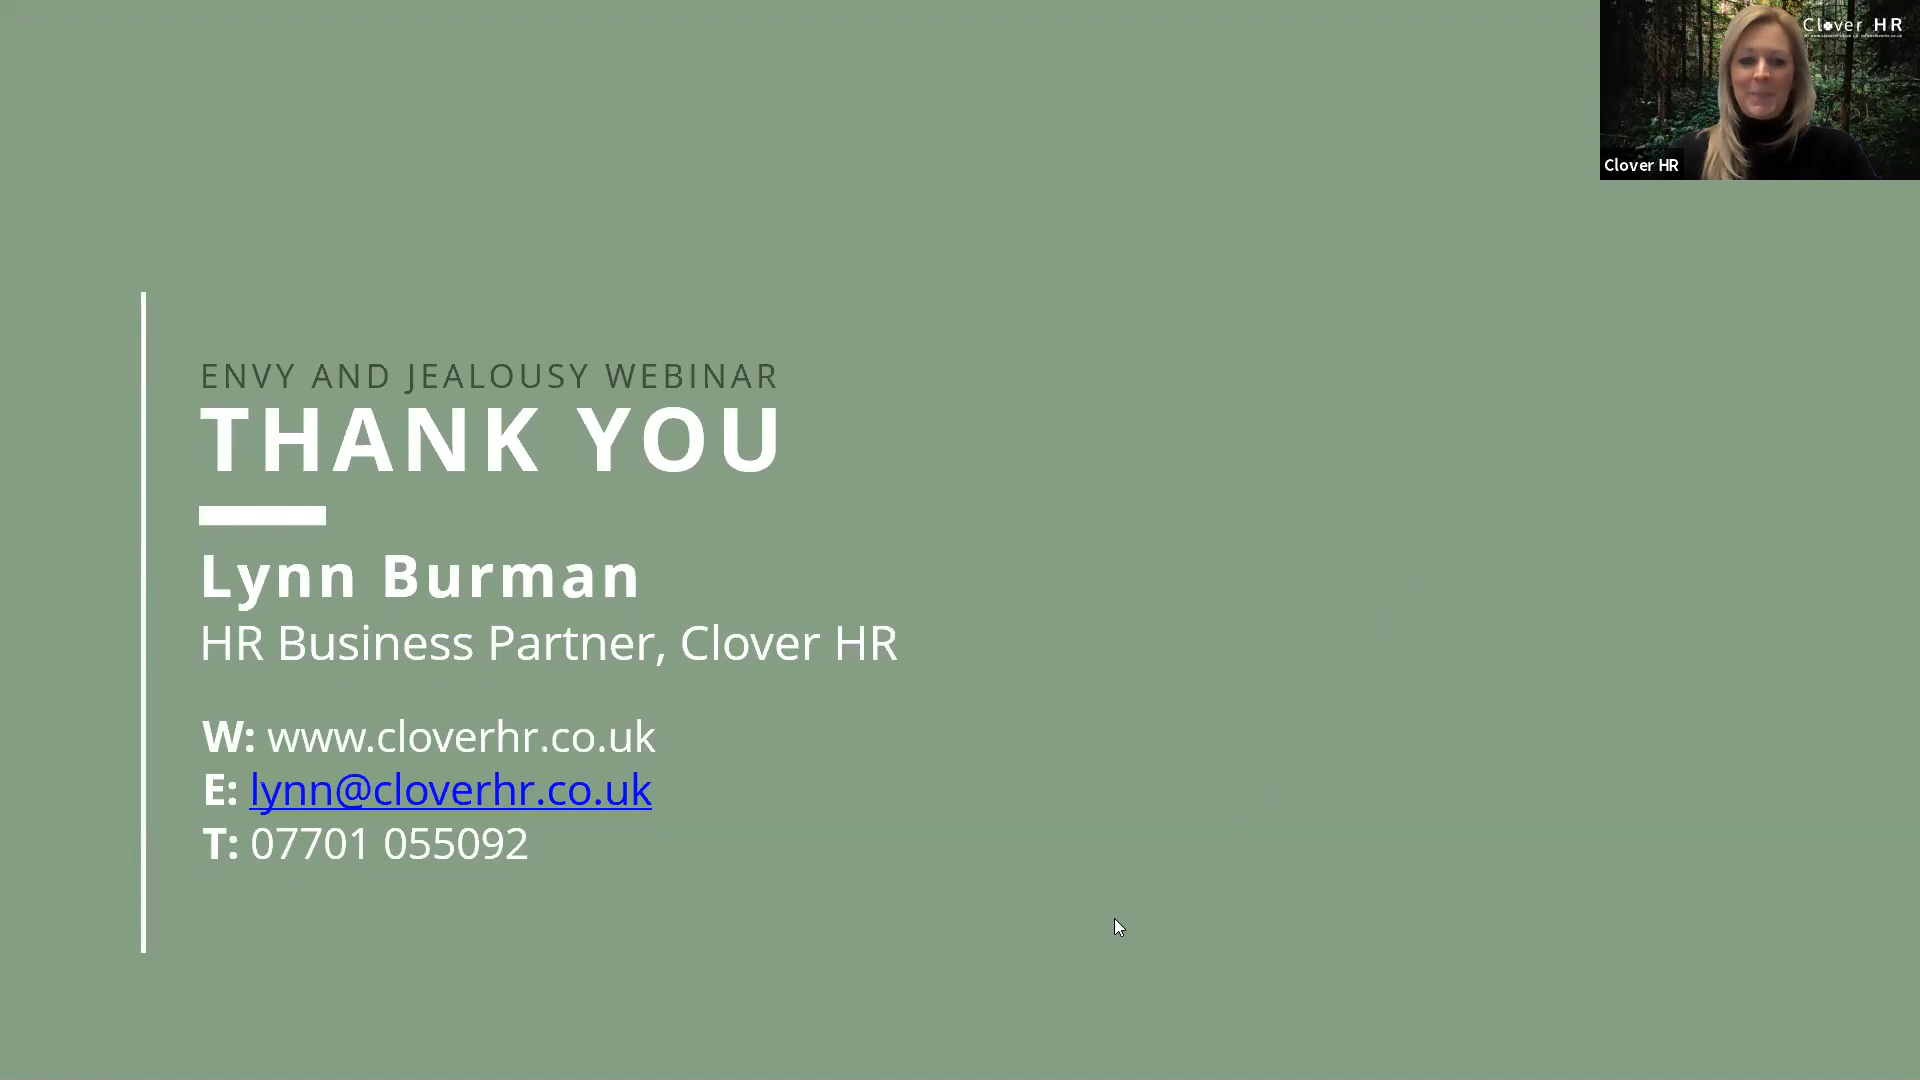 Clover HR
Clover HR
ENVY AND JEALOUSY WEBINAR
THANK YOU
Lynn Burman
HR Business Partner, Clover HR
W: www.cloverhr.co.uk
E: lynn@cloverhr.co.uk
T: 07701 055092